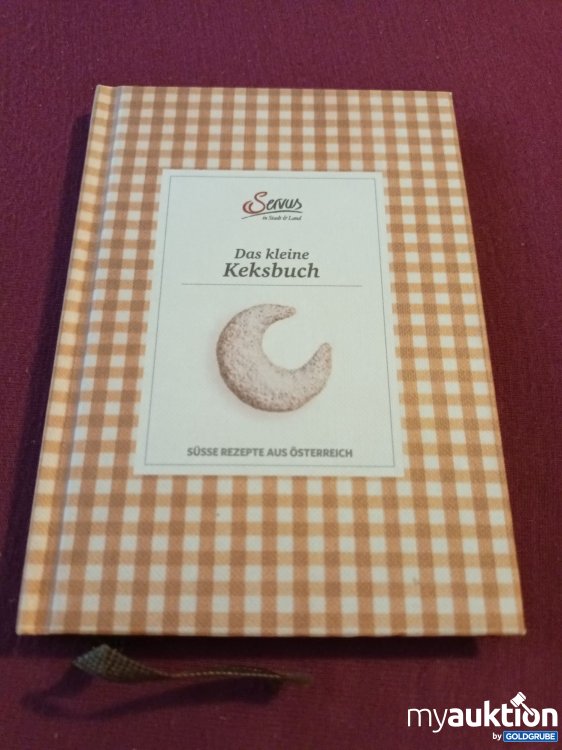 Servus
in Stadt & Land
Das kleine
Keksbuch
SÜSSE REZEPTE AUS ÖSTERREICH
myauktion
by GOLDGRUBE